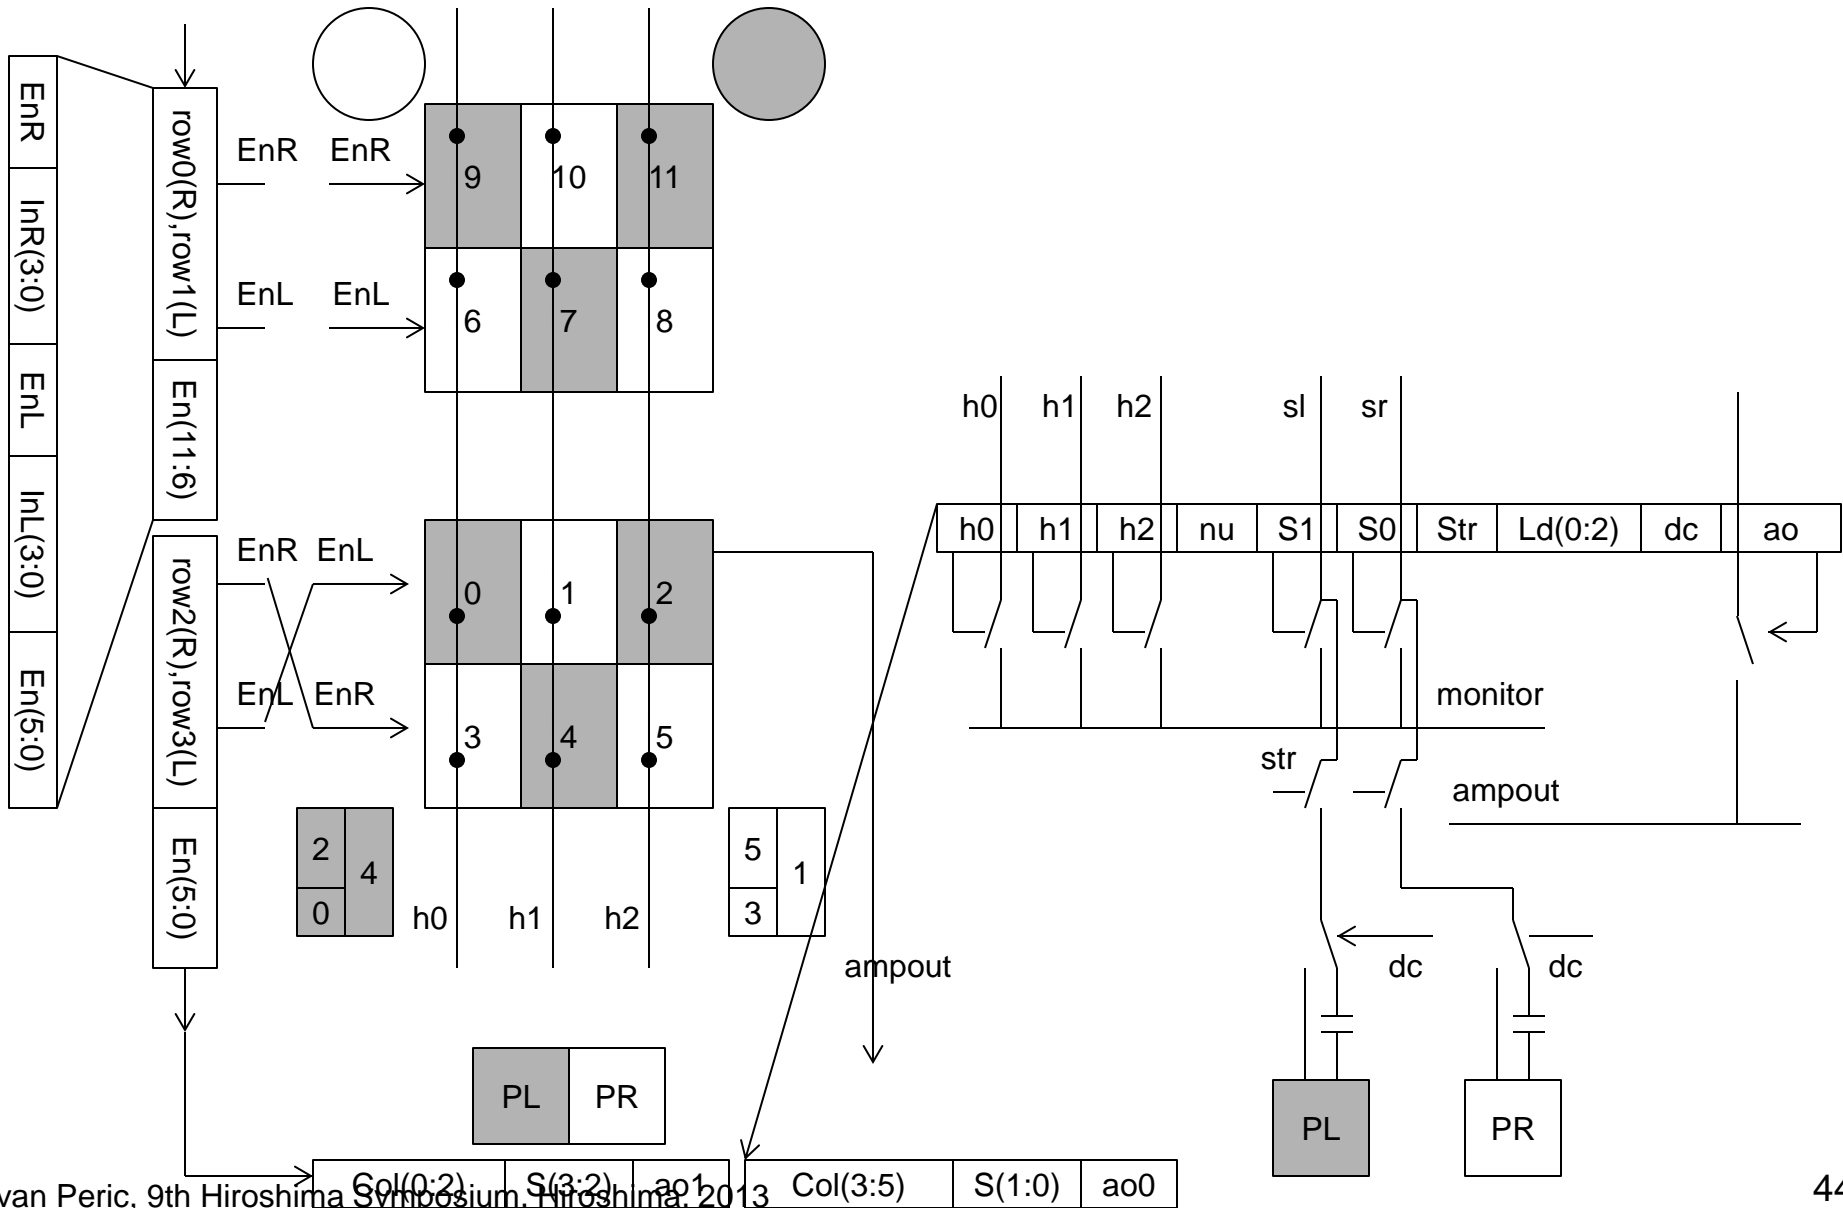 EnR
InR(3:0)
EnL
InL(3:0)
En(5:0)
row0(R),row1(L)
En(11:6)
row2(R),row3(L)
En(5:0)
EnR EnR
EnL EnL
9 10 11
6 7 8
EnR EnL
EnL EnR
0 1 2
3 4 5
2 4
0
5 1
3
h0 h1 h2
ampout
PL PR
h0 h1 h2 sl sr
h0 h1 h2 nu S1 S0 Str Ld(0:2) dc ao
monitor
str
ampout
dc dc
PL PR
Col(0:2) S(3:2) ao1 Col(3:5) S(1:0) ao0
van Peric, 9th Hiroshima Symposium, Hiroshima, 2013
44